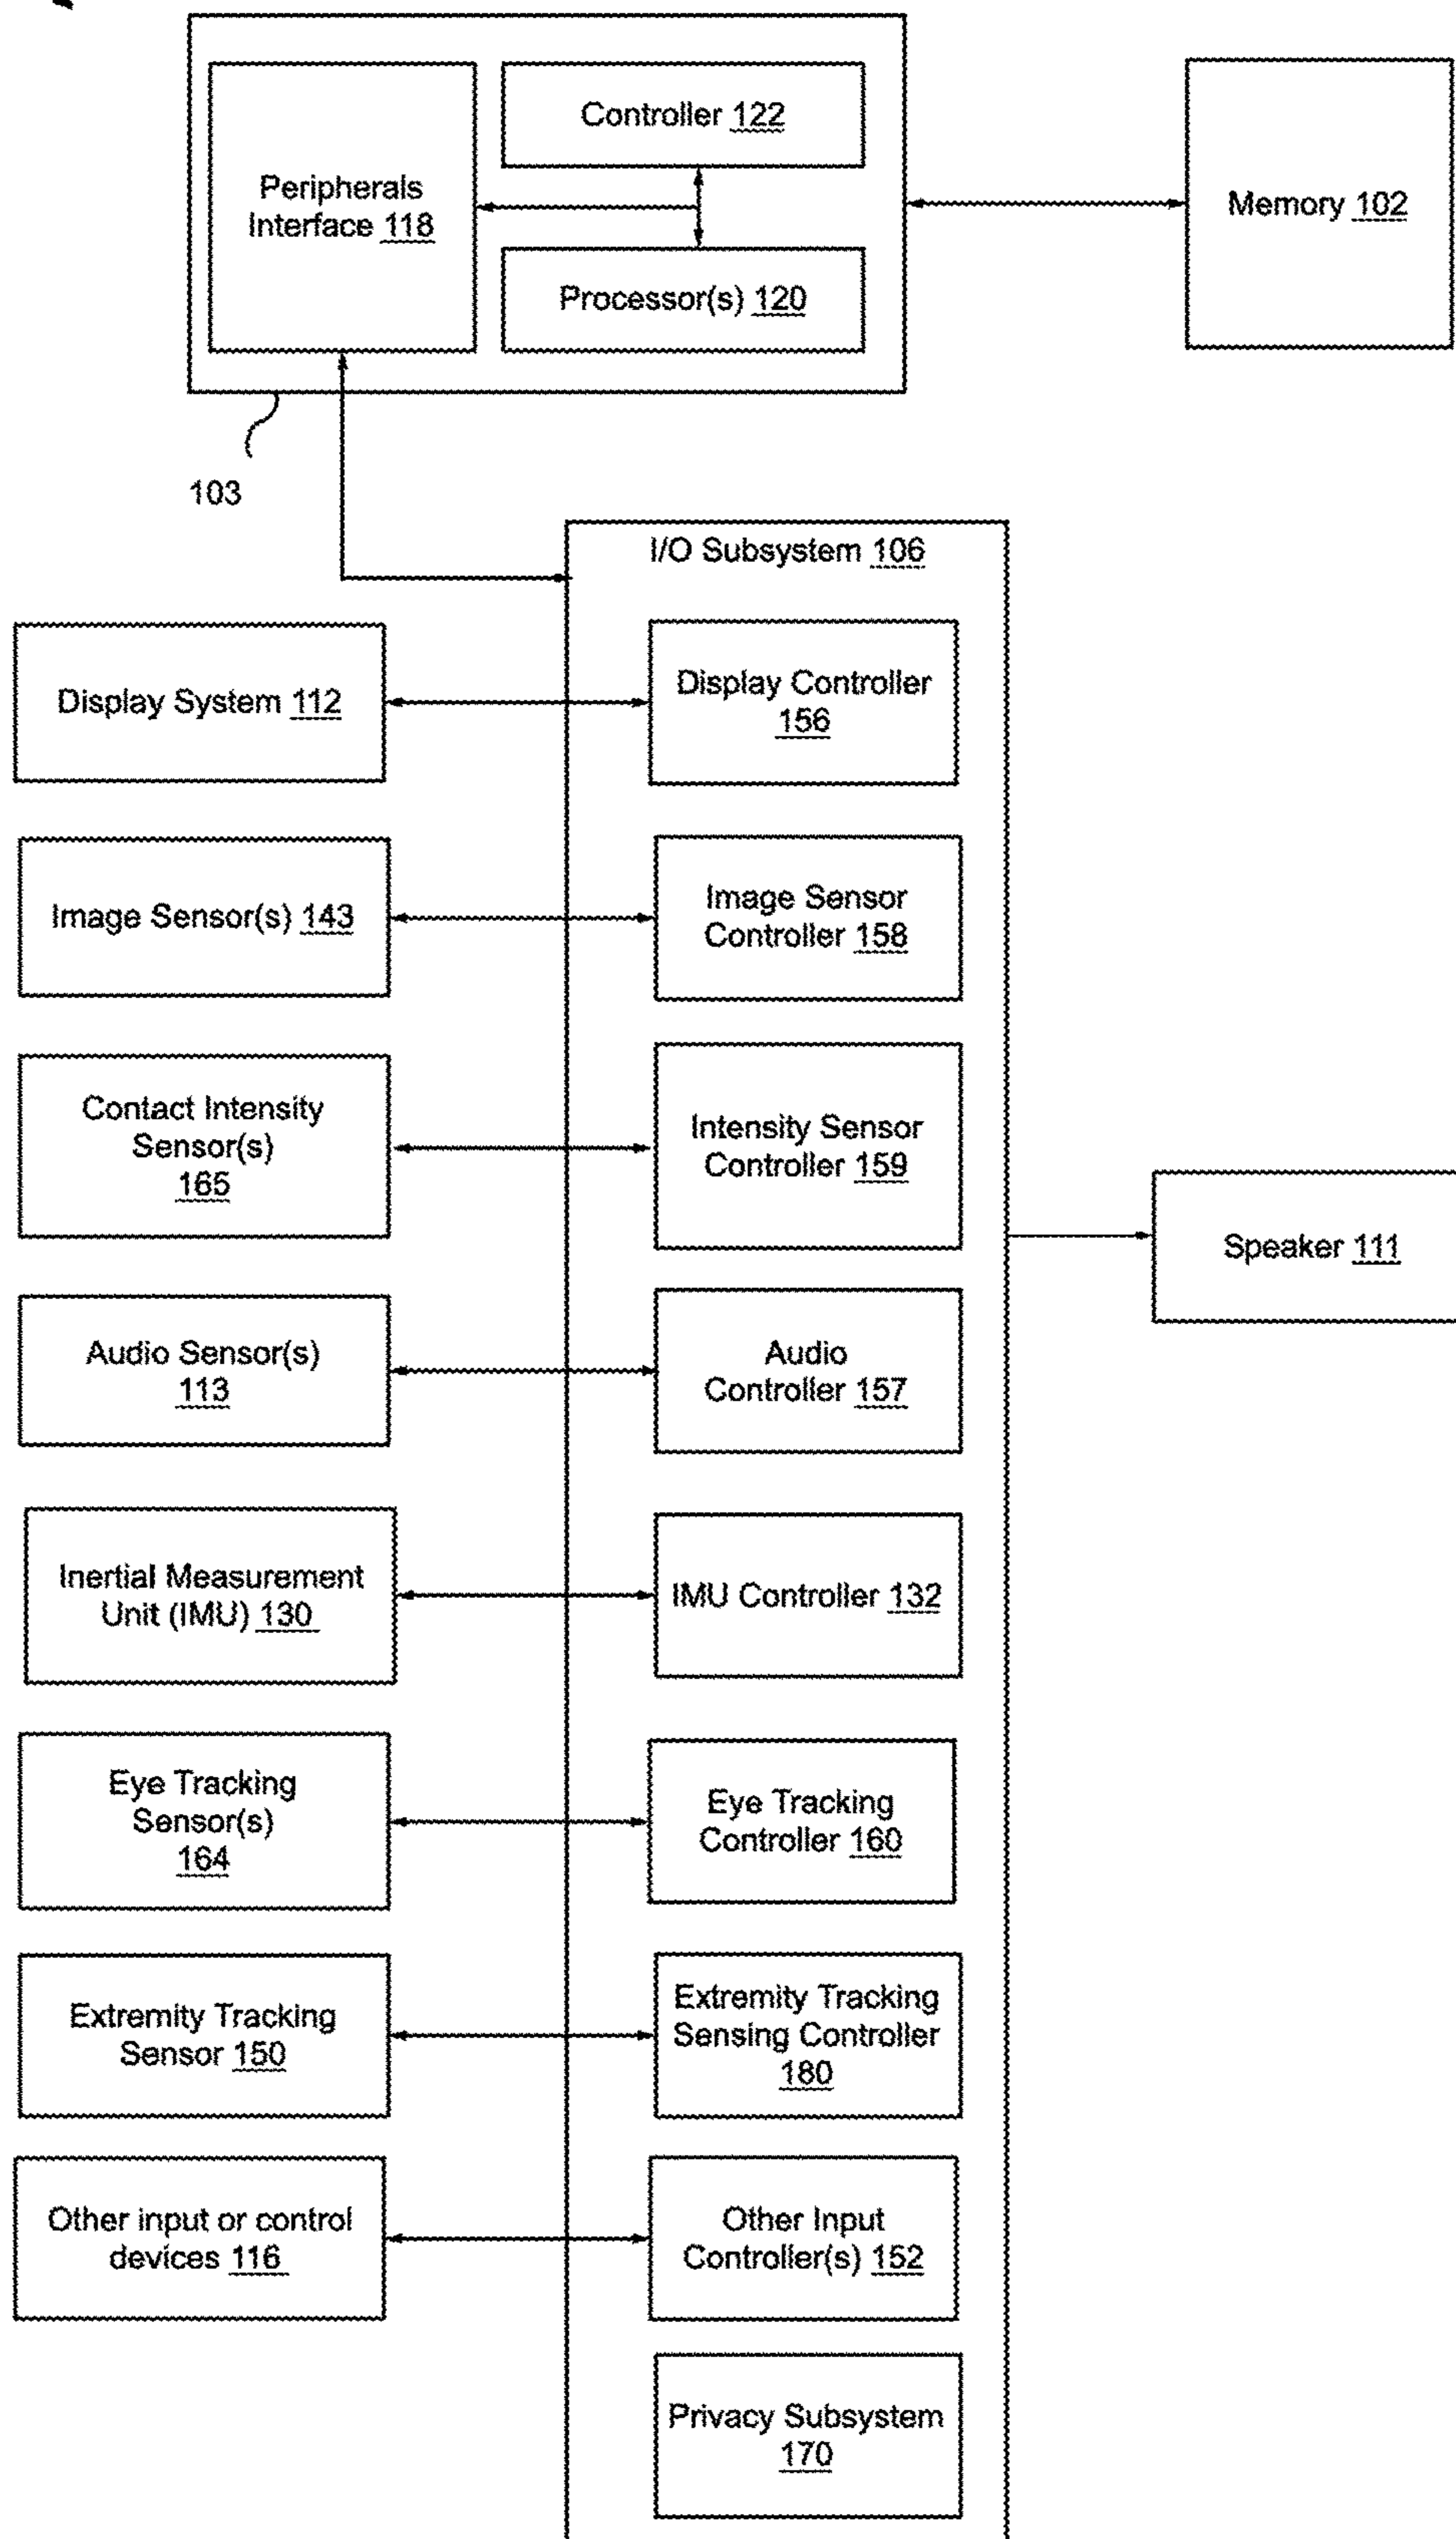 Controller 122
Peripherals
Interface 118
Processor(s) 120
Memory 102
103
I/O Subsystem 106
Display System 112
Display Controller
156
Image Sensor(s) 143
Image Sensor
Controller 158
Contact Intensity
Sensor(s)
165
Intensity Sensor
Controller 159
Speaker 111
Audio Sensor(s)
113
Audio
Controller 157
Inertial Measurement
Unit (IMU) 130
IMU Controller 132
Eye Tracking
Sensor(s)
164
Eye Tracking
Controller 160
Extremity Tracking
Sensor 150
Extremity Tracking
Sensing Controller
180
Other input or control
devices 116
Other Input
Controller(s) 152
Privacy Subsystem
170